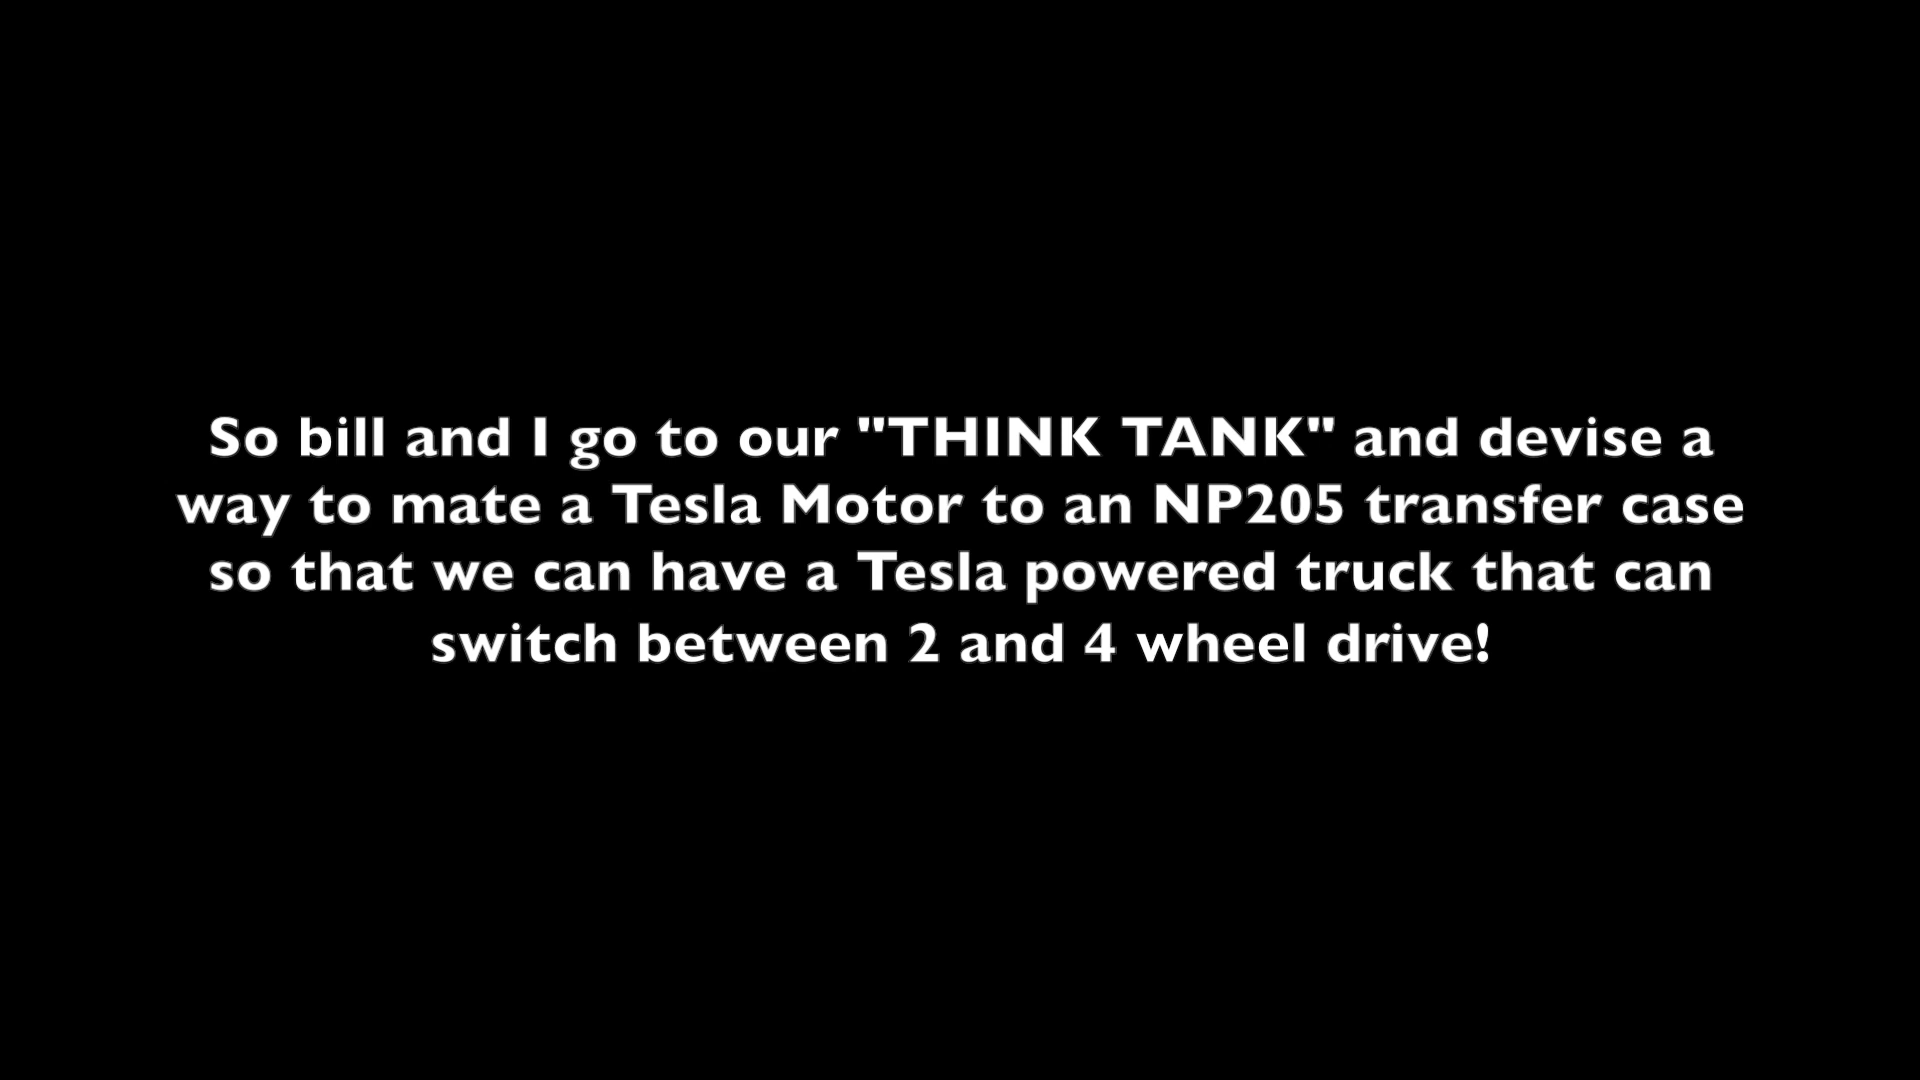 So bill and I go to our "THINK TANK" and devise a
way to mate a Tesla Motor to an NP205 transfer case
so that we can have a Tesla powered truck that can
switch between 2 and 4 wheel drive!